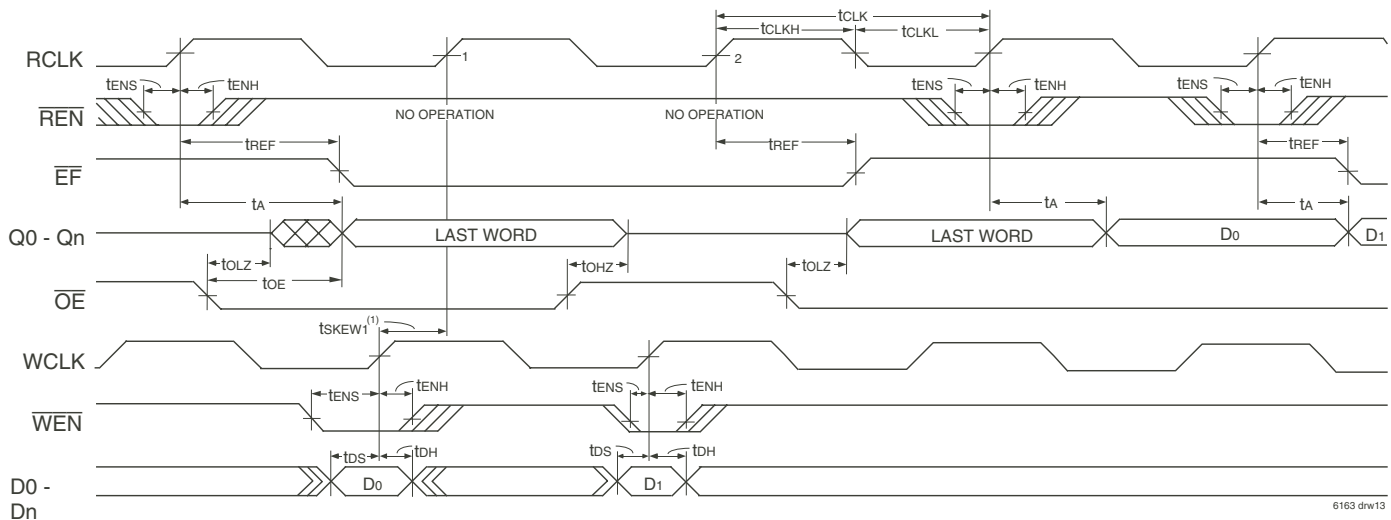 tCLK
tCLKH tCLKL
RCLK 1 2
tENS tENH tENS tENH tENS tENH
REN NO OPERATION NO OPERATION
tREF tREF tREF
EF
tA tA tA
Q0 - Qn LAST WORD LAST WORD D0 D1
tOLZ tOHZ tOLZ
tOE
OE
tSKEW1(1)
WCLK
tENS tENH tENS tENH
WEN
tDS tDH tDS tDH
D0 - D0 D1
Dn
6163 drw13